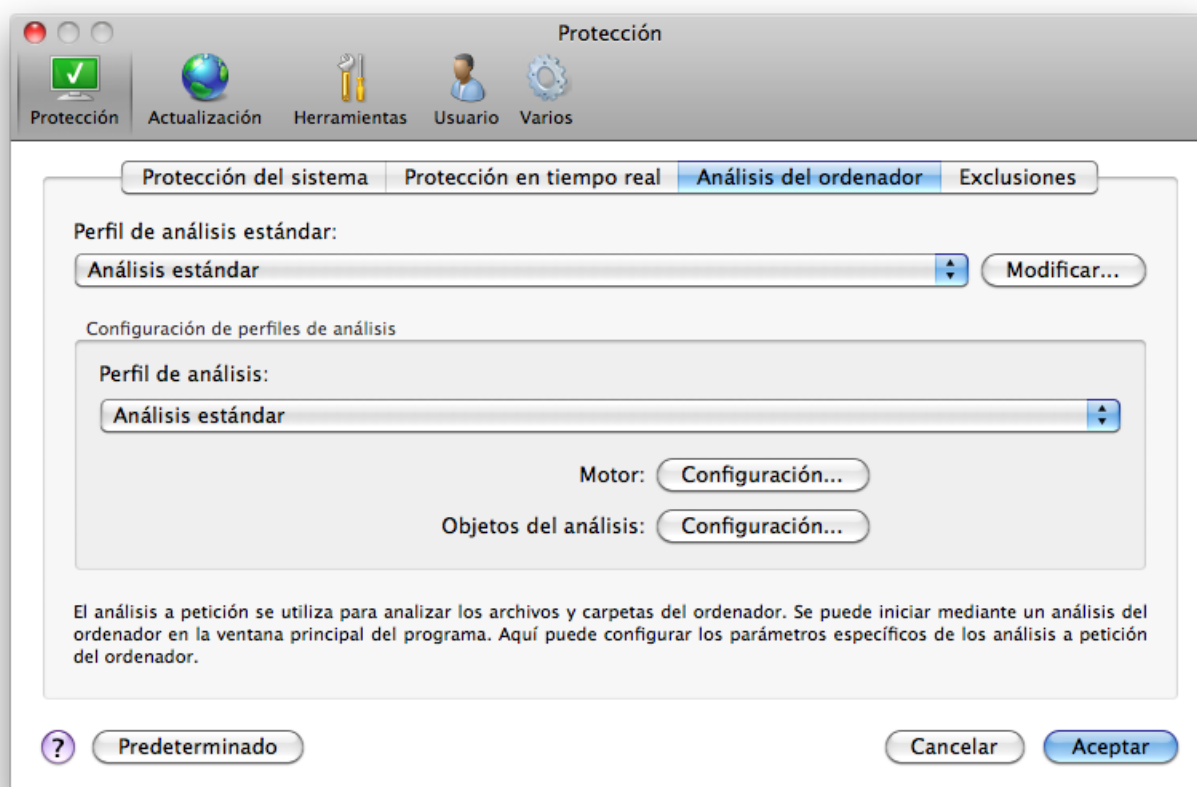 Protección
Protección Actualización Herramientas Usuario Varios
Protección del sistema Protección en tiempo real Análisis del ordenador Exclusiones
Perfil de análisis estándar:
Análisis estándar Modificar...
Configuración de perfiles de análisis
Perfil de análisis:
Análisis estándar
Motor: Configuración...
Objetos del análisis: Configuración...
El análisis a petición se utiliza para analizar los archivos y carpetas del ordenador. Se puede iniciar mediante un análisis del
ordenador en la ventana principal del programa. Aquí puede configurar los parámetros específicos de los análisis a petición
del ordenador.
? Predeterminado Cancelar Aceptar